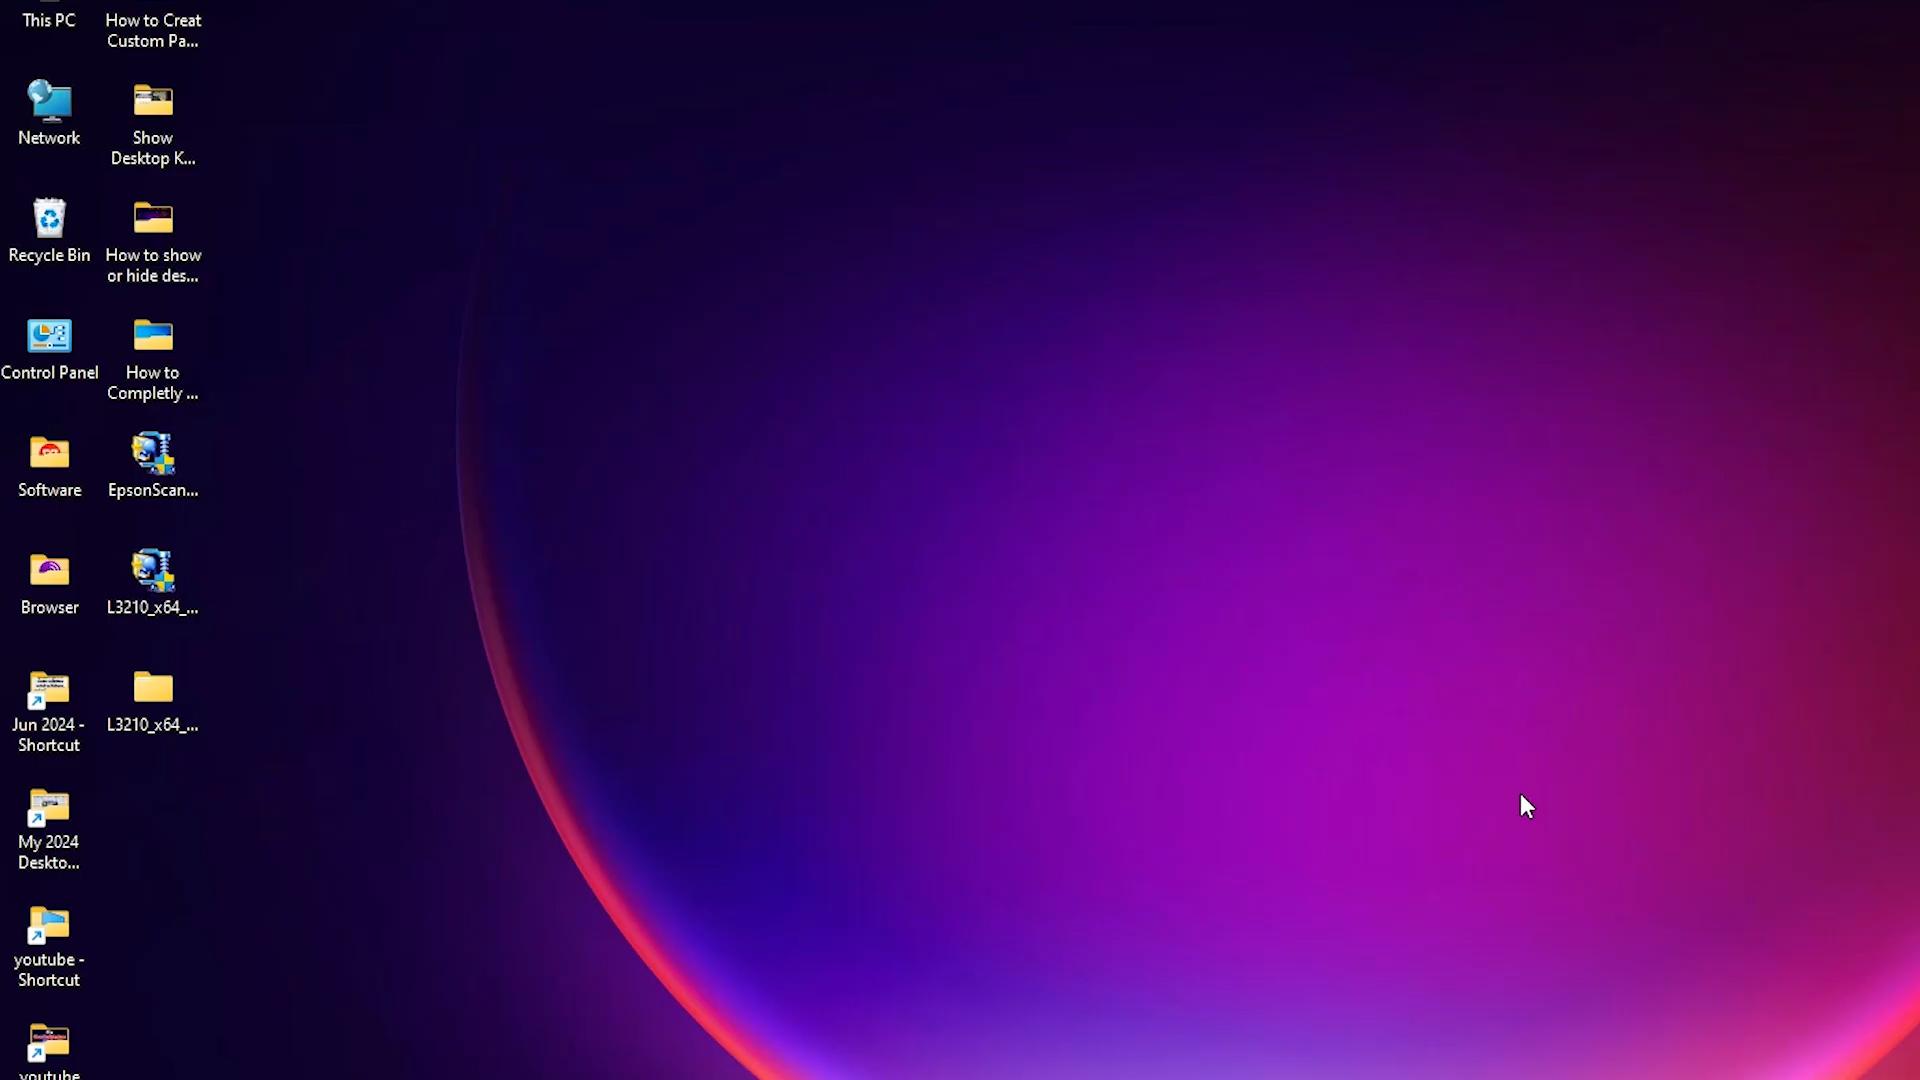 This PC
How to Creat
Custom Pa...
Network
Show
Desktop K...
Recycle Bin
How to show
or hide des...
Control Panel
How to
Completly ...
Software
EpsonScan...
Browser
L3210_x64_...
Jun 2024 -
Shortcut
L3210_x64_...
My 2024
Deskto...
youtube -
Shortcut
youtube